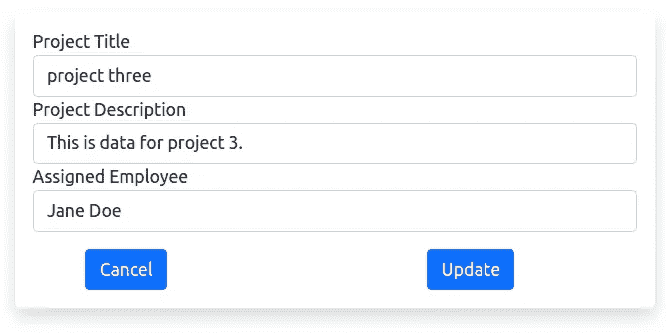 Project Title
project three
Project Description
This is data for project 3.
Assigned Employee
Jane Doe
Cancel Update